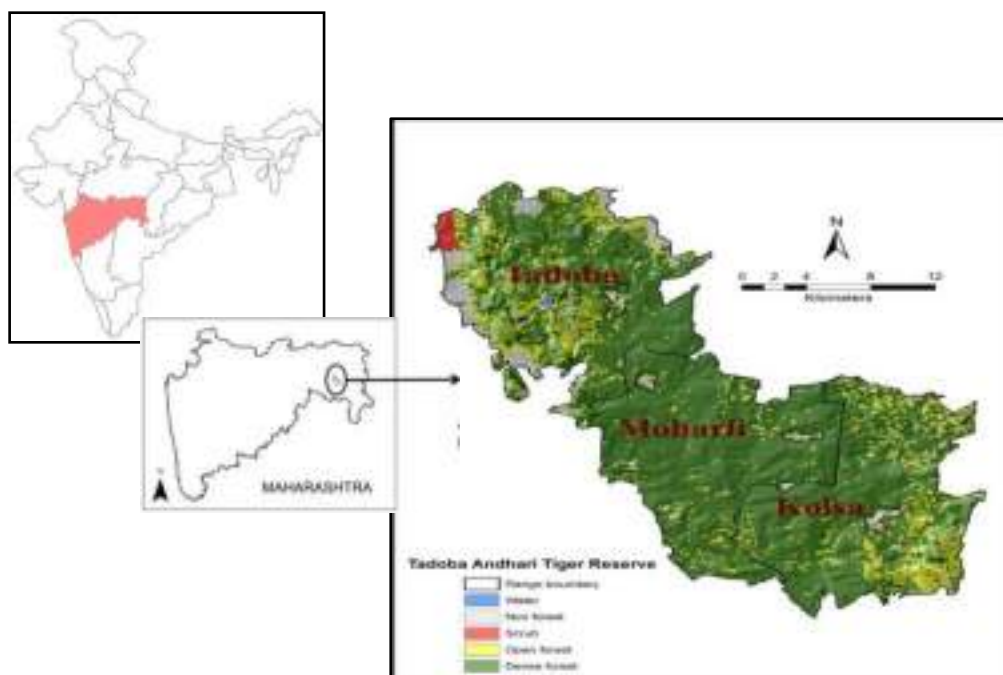 N
Tadoba
0 2 4 8 12
Kilometers
Moharli
Kolsa
N
MAHARASHTRA
Tadoba Andhari Tiger Reserve
Range boundary
Water
Non forest
Scrub
Open forest
Dense forest